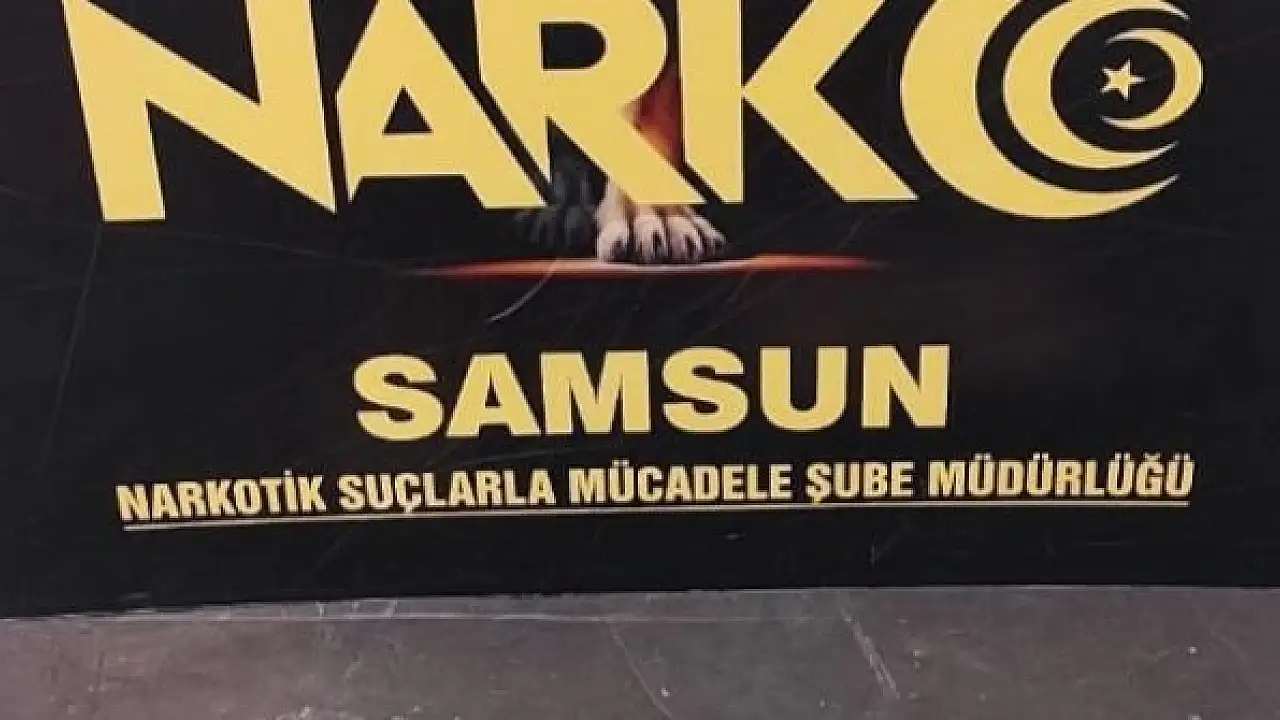 NARKO
SAMSUN
NARKOTİK SUÇLARLA MÜCADELE ŞUBE MÜDÜRLÜĞÜ